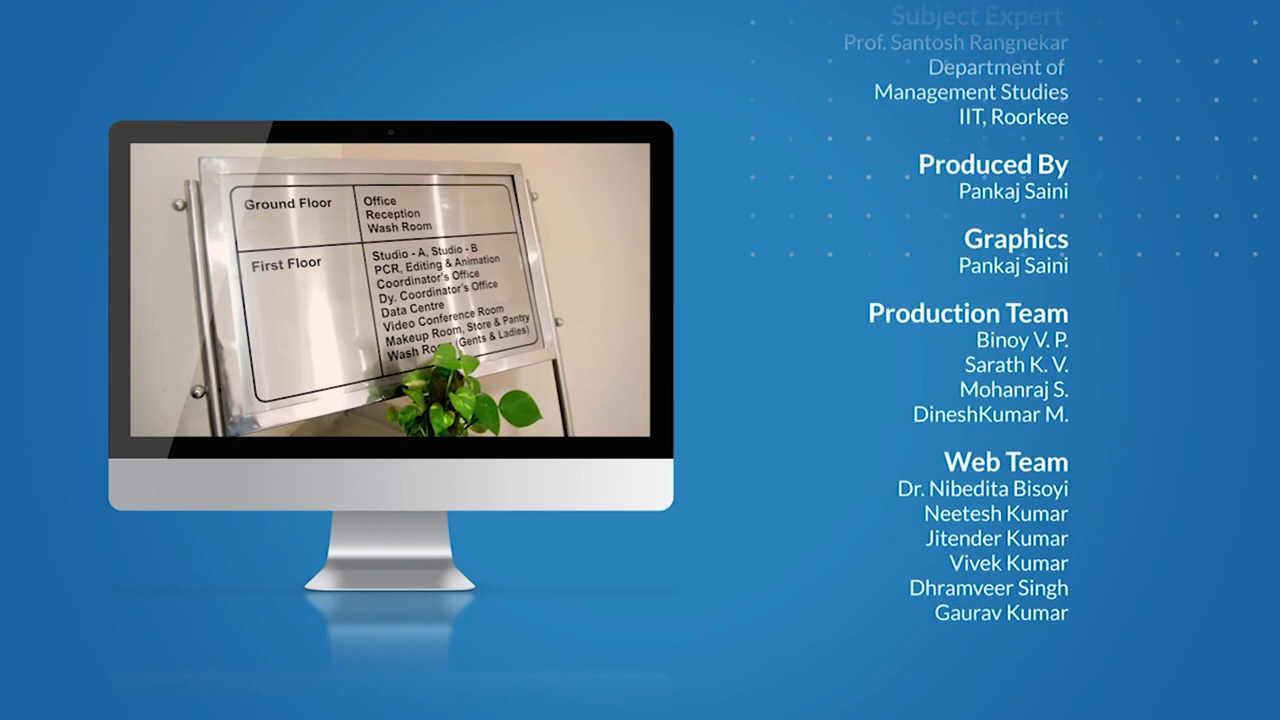 Ground Floor
Office
Reception
Wash Room
First Floor
Studio - A, Studio - B
PCR, Editing & Animation
Coordinator's Office
Dy. Coordinator's Office
Data Centre
Video Conference Room
Makeup Room, Store & Pantry
Wash Room (Gents & Ladies)
Subject Expert
Prof. Santosh Rangnekar
Department of
Management Studies
IIT, Roorkee
Produced By
Pankaj Saini
Graphics
Pankaj Saini
Production Team
Binoy V. P.
Sarath K. V.
Mohanraj S.
DineshKumar M.
Web Team
Dr. Nibedita Bisoyi
Neetesh Kumar
Jitender Kumar
Vivek Kumar
Dhramveer Singh
Gaurav Kumar